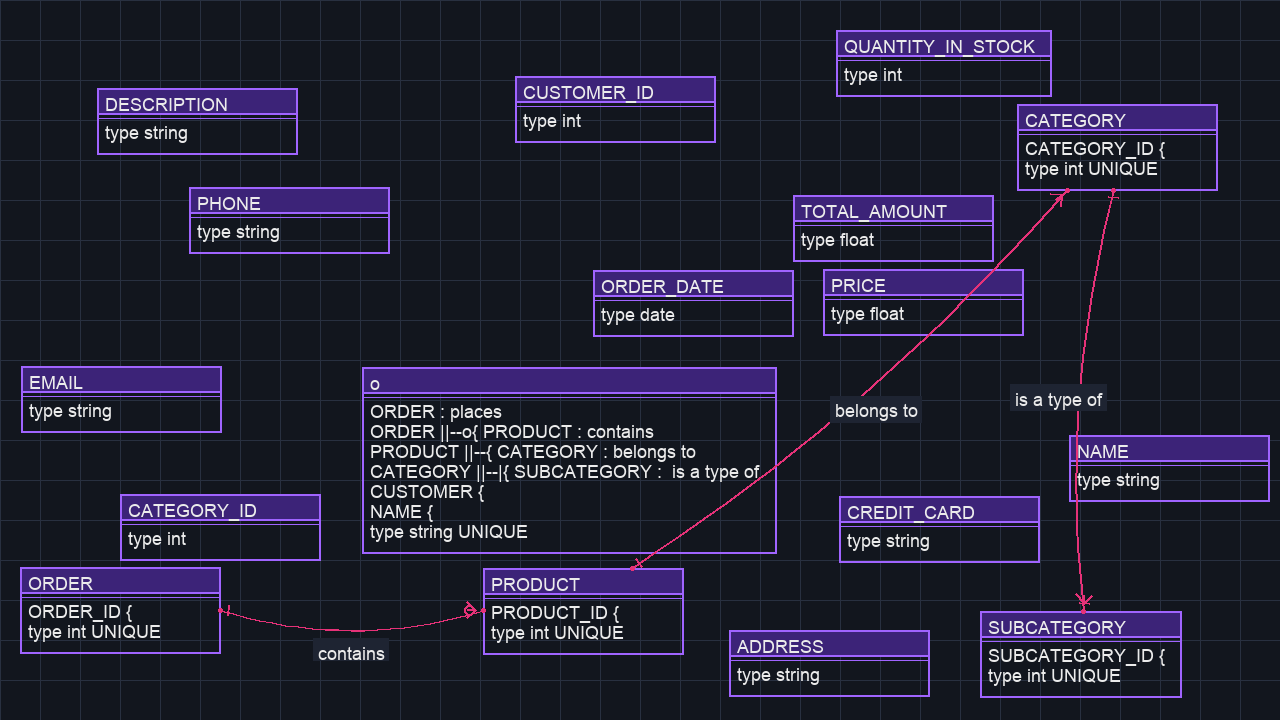 QUANTITY_IN_STOCK
type int
CUSTOMER_ID
type int
DESCRIPTION
type string
CATEGORY
CATEGORY_ID {
type int UNIQUE
PHONE
type string
TOTAL_AMOUNT
type float
ORDER_DATE
type date
PRICE
type float
EMAIL
type string
o
ORDER : places
ORDER ||--o{ PRODUCT : contains
PRODUCT ||--{ CATEGORY : belongs to
CATEGORY ||--|{ SUBCATEGORY :  is a type of
CUSTOMER {
NAME {
type string UNIQUE
belongs to
is a type of
NAME
type string
CATEGORY_ID
type int
CREDIT_CARD
type string
ORDER
ORDER_ID {
type int UNIQUE
contains
PRODUCT
PRODUCT_ID {
type int UNIQUE
ADDRESS
type string
SUBCATEGORY
SUBCATEGORY_ID {
type int UNIQUE